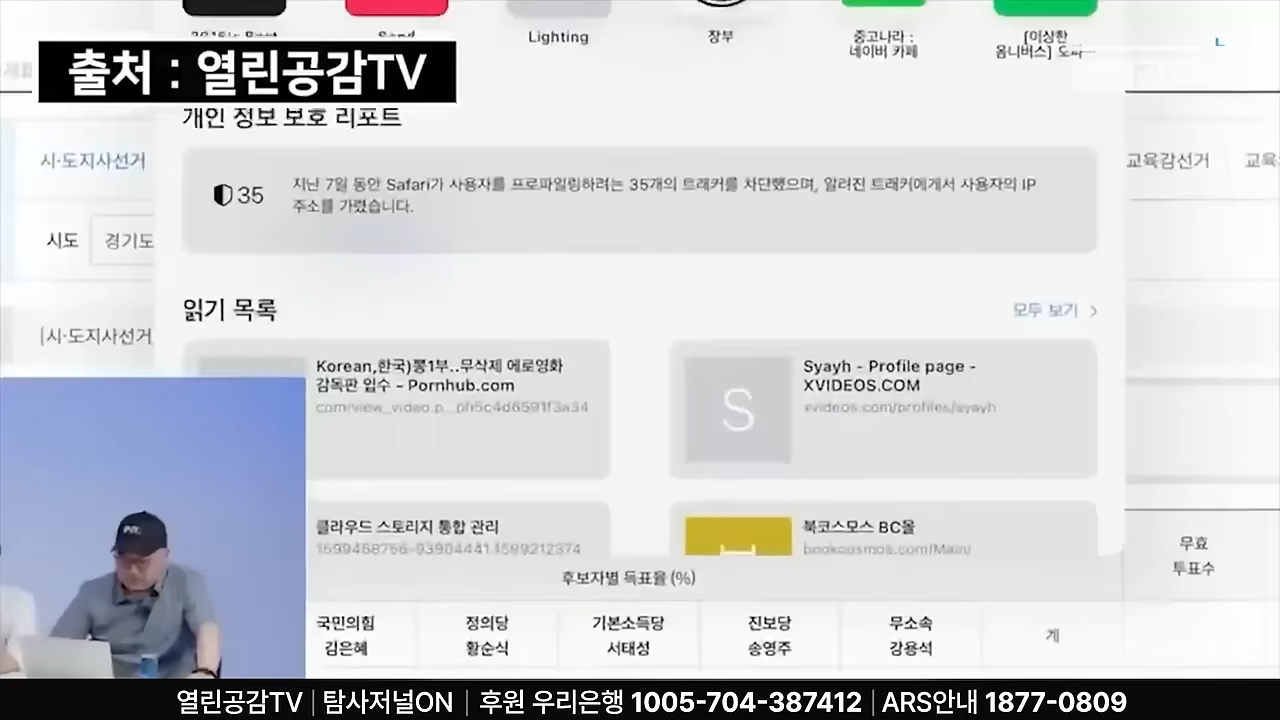 Lighting
장부
중고나라 :
네이버 카페
[이상한
옴니버스]
출처 : 열린공감TV
개인 정보 보호 리포트
시·도지사선거
교육감선거
35
지난 7일 동안 Safari가 사용자를 프로파일링하려는 35개의 트래커를 차단했으며, 알려진 트래커에게서 사용자의 IP
주소를 가렸습니다.
시도
경기도
읽기 목록
모두 보기 >
[시·도지사선거]
Korean,한국)뽕1부..무삭제 에로영화
감독판 입수 - Pornhub.com
com/view_video.p...ph5c4d6591f3a34
S
Syayh - Profile page -
XVIDEOS.COM
xvideos.com/profiles/syayh
클라우드 스토리지 통합 관리
북코스모스 BC몰
bookcosmos.com/Main/
무효
투표수
후보자별 득표율 (%)
국민의힘
김은혜
정의당
황순식
기본소득당
서태성
진보당
송영주
무소속
강용석
계
열린공감TV | 탐사저널ON | 후원 우리은행 1005-704-387412 | ARS안내 1877-0809